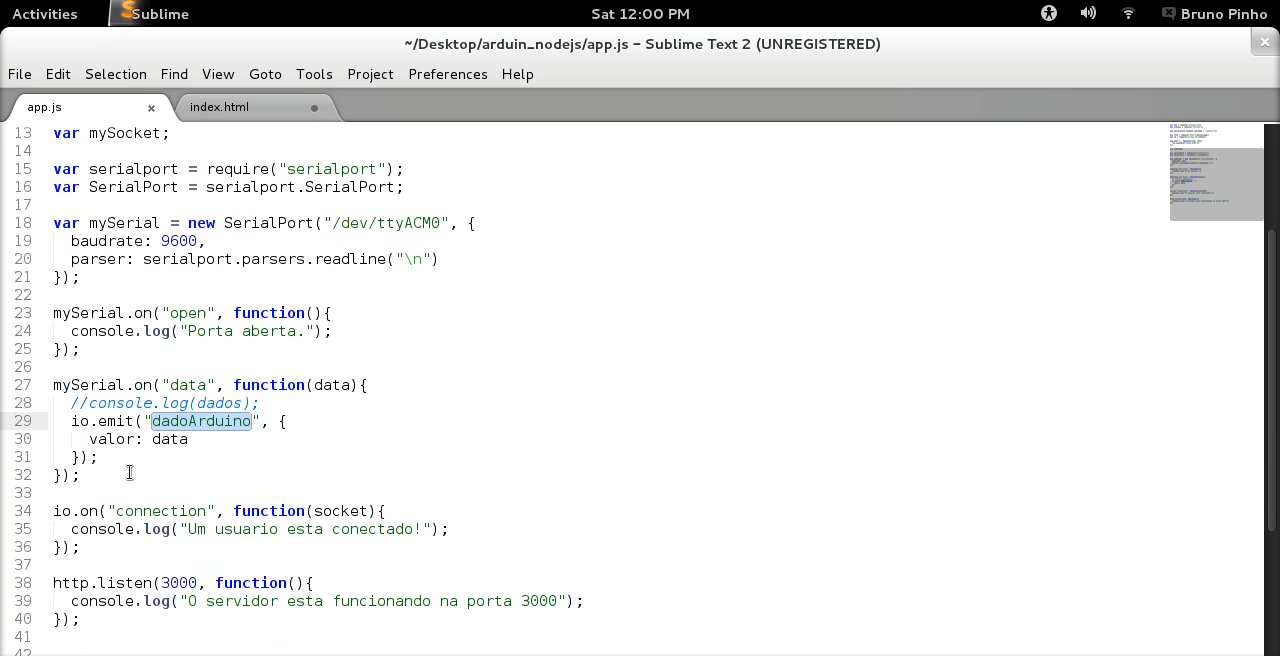 Activities Sublime Sat 12:00 PM Bruno Pinho
~/Desktop/arduin_nodejs/app.js - Sublime Text 2 (UNREGISTERED)
File Edit Selection Find View Goto Tools Project Preferences Help
app.js index.html
13 var mySocket;
14
15 var serialport = require("serialport");
16 var SerialPort = serialport.SerialPort;
17
18 var mySerial = new SerialPort("/dev/ttyACM0", {
19 baudrate: 9600,
20 parser: serialport.parsers.readline("\n")
21 });
22
23 mySerial.on("open", function(){
24 console.log("Porta aberta.");
25 });
26
27 mySerial.on("data", function(data){
28 //console.log(dados);
29 io.emit("dadoArduino", {
30 valor: data
31 });
32 });
33
34 io.on("connection", function(socket){
35 console.log("Um usuario esta conectado!");
36 });
37
38 http.listen(3000, function(){
39 console.log("O servidor esta funcionando na porta 3000");
40 });
41
42